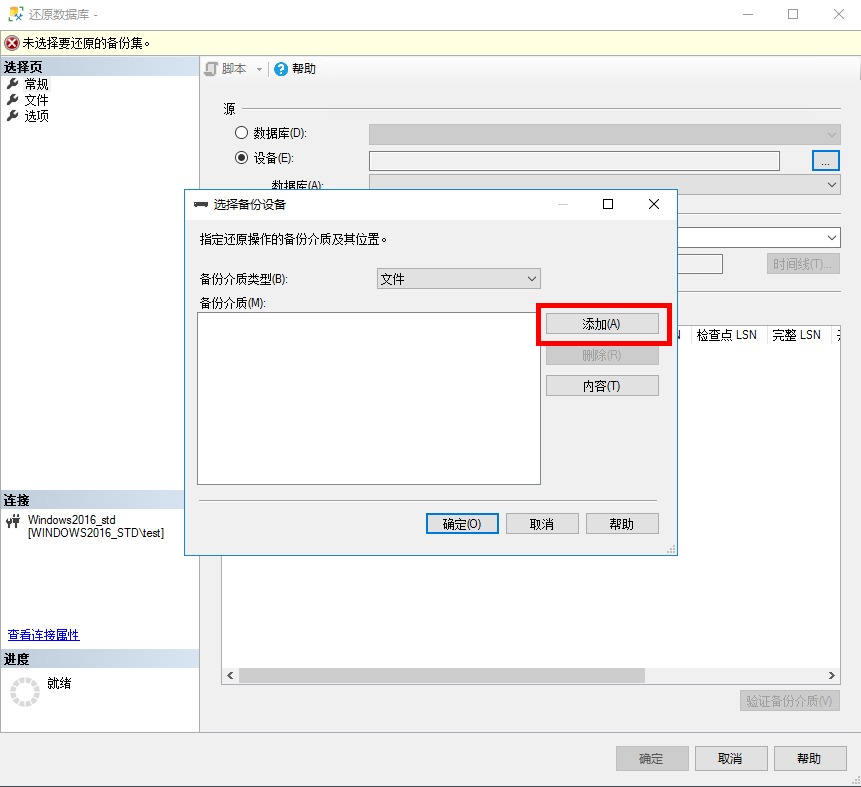 还原数据库 -
未选择要还原的备份集。
选择页
常规
文件
选项
脚本
帮助
源
数据库(D):
设备(E):
...
数据库(A):
选择备份设备
指定还原操作的备份介质及其位置。
备份介质类型(B):
文件
备份介质(M):
添加(A)
删除(R)
内容(T)
确定(O)
取消
帮助
时间线(T)...
检查点 LSN
完整 LSN
连接
Windows2016_std
[WINDOWS2016_STD\test]
查看连接属性
进度
就绪
验证备份介质(V)
确定
取消
帮助